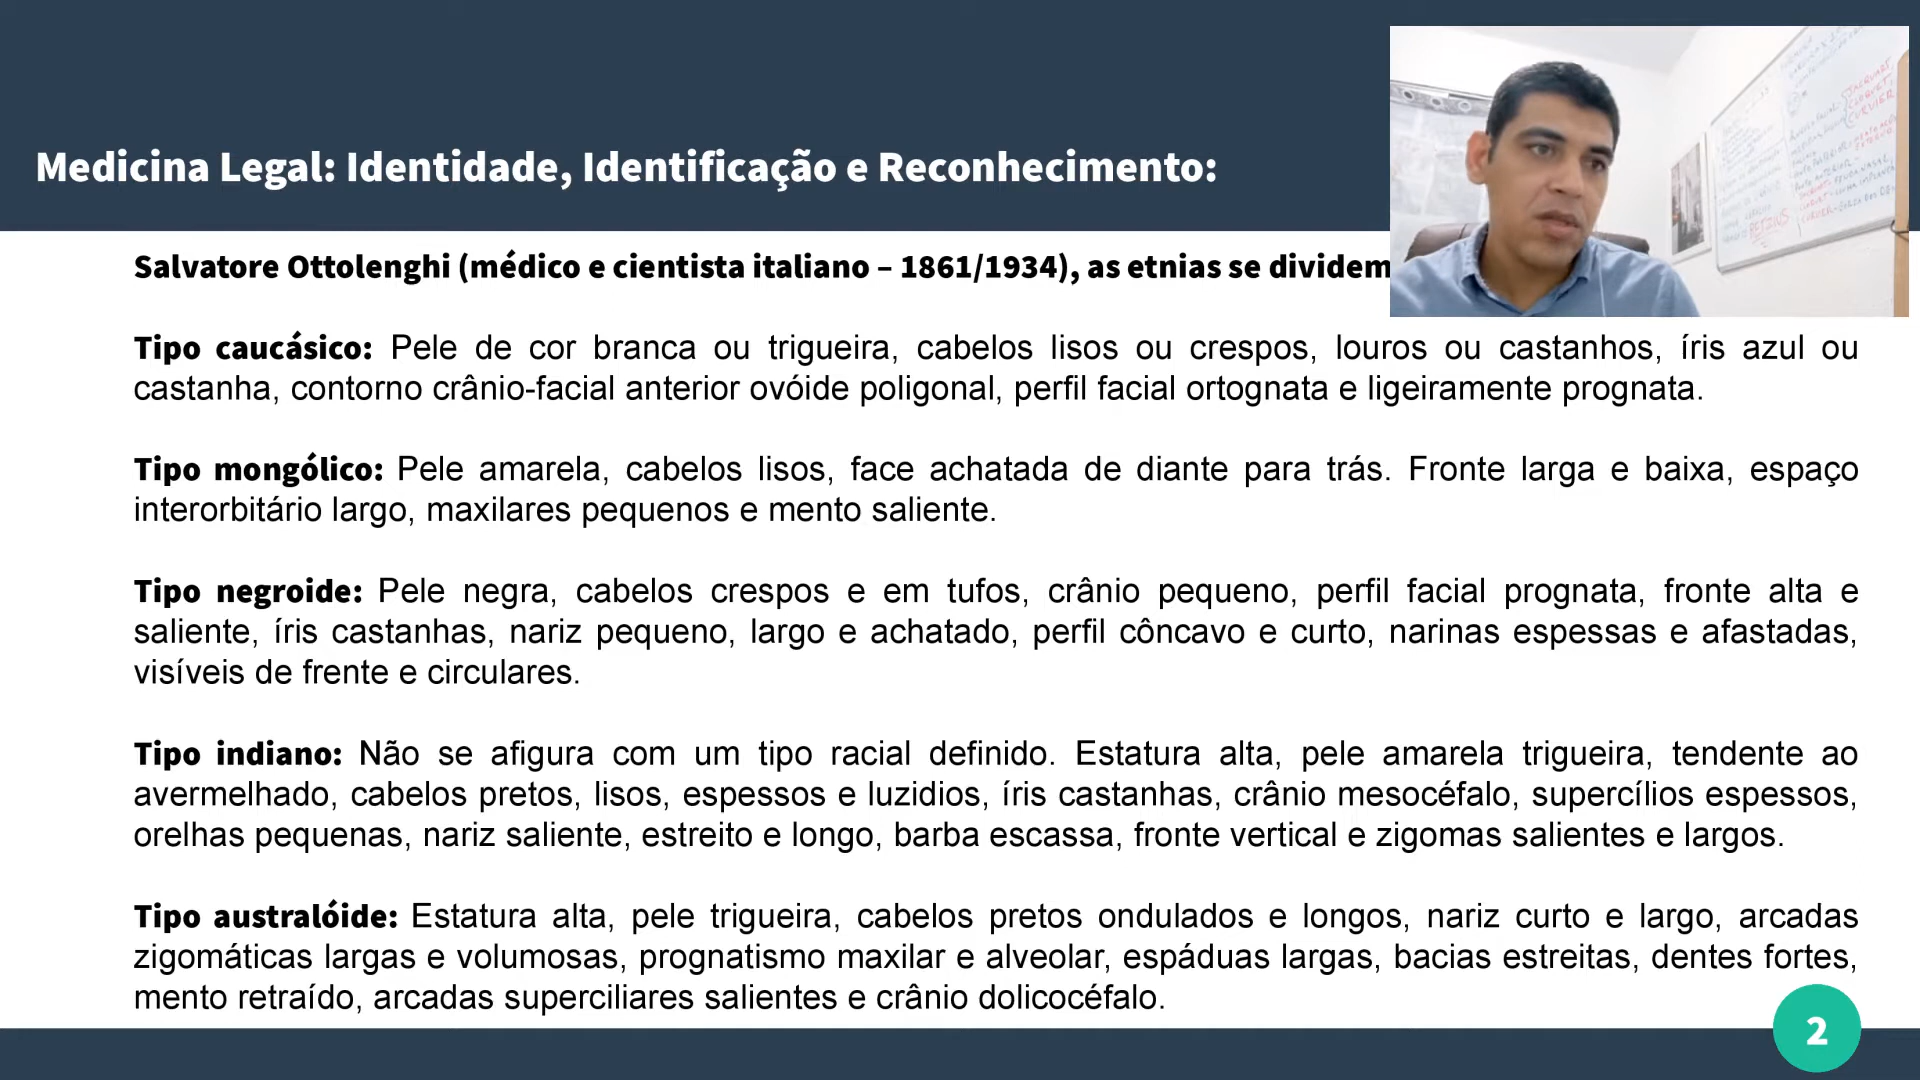 Medicina Legal: Identidade, Identificação e Reconhecimento:
Salvatore Ottolenghi (médico e cientista italiano – 1861/1934), as etnias se dividem
Tipo caucásico: Pele de cor branca ou trigueira, cabelos lisos ou crespos, louros ou castanhos, íris azul ou
castanha, contorno crânio-facial anterior ovóide poligonal, perfil facial ortognata e ligeiramente prognata.
Tipo mongólico: Pele amarela, cabelos lisos, face achatada de diante para trás. Fronte larga e baixa, espaço
interorbitário largo, maxilares pequenos e mento saliente.
Tipo negroide: Pele negra, cabelos crespos e em tufos, crânio pequeno, perfil facial prognata, fronte alta e
saliente, íris castanhas, nariz pequeno, largo e achatado, perfil côncavo e curto, narinas espessas e afastadas,
visíveis de frente e circulares.
Tipo indiano: Não se afigura com um tipo racial definido. Estatura alta, pele amarela trigueira, tendente ao
avermelhado, cabelos pretos, lisos, espessos e luzidios, íris castanhas, crânio mesocéfalo, supercílios espessos,
orelhas pequenas, nariz saliente, estreito e longo, barba escassa, fronte vertical e zigomas salientes e largos.
Tipo australóide: Estatura alta, pele trigueira, cabelos pretos ondulados e longos, nariz curto e largo, arcadas
zigomáticas largas e volumosas, prognatismo maxilar e alveolar, espáduas largas, bacias estreitas, dentes fortes,
mento retraído, arcadas superciliares salientes e crânio dolicocéfalo.
2